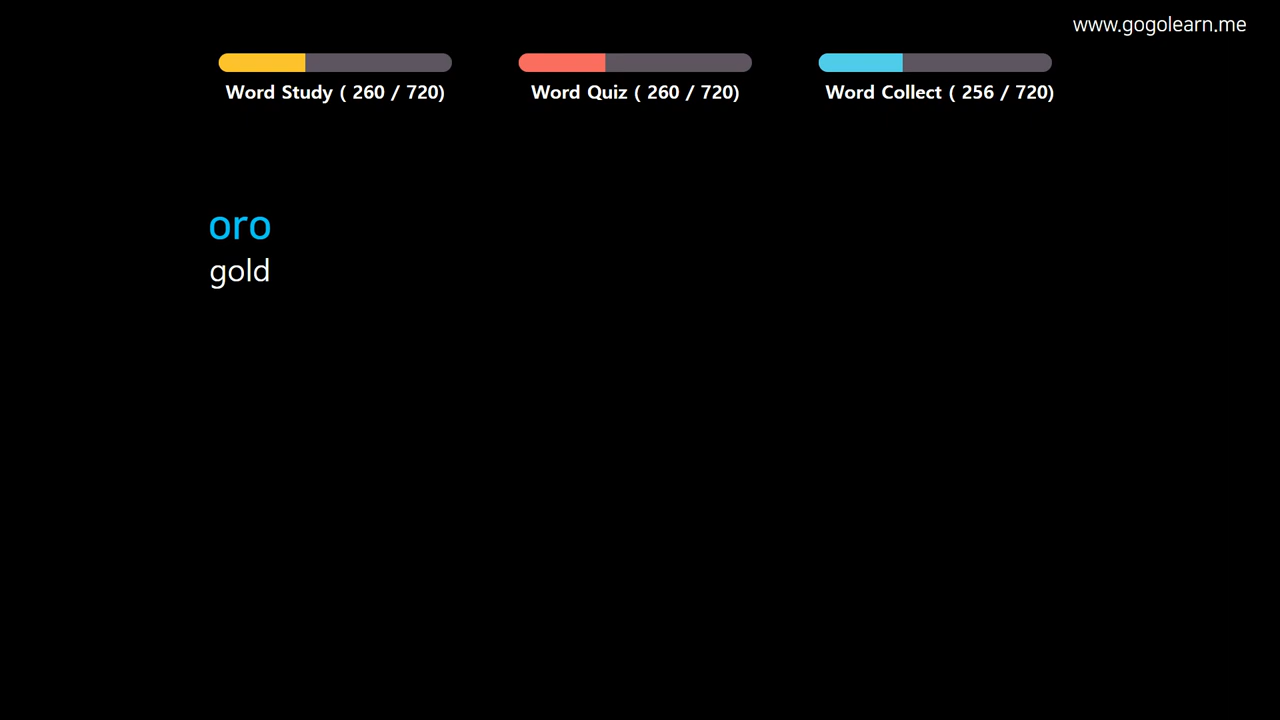 www.gogolearn.me
Word Study ( 260 / 720)
Word Quiz ( 260 / 720)
Word Collect ( 256 / 720)
oro
gold